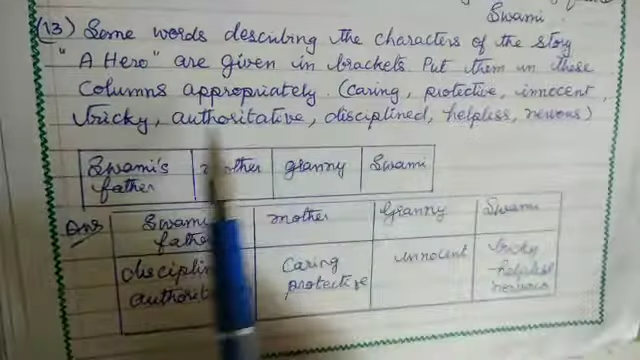 Swami.
(13) Some words describing the characters of the story
"A Hero" are given in brackets. Put them in these
columns appropriately. (Caring, protective, innocent,
tricky, authoritative, disciplined, helpless, nervous)
Swami's father | mother | granny | Swami
Ans | Swami father | mother | Granny | Swami
disciplin authorit | Caring protective | innocent | tricky helpless nervous